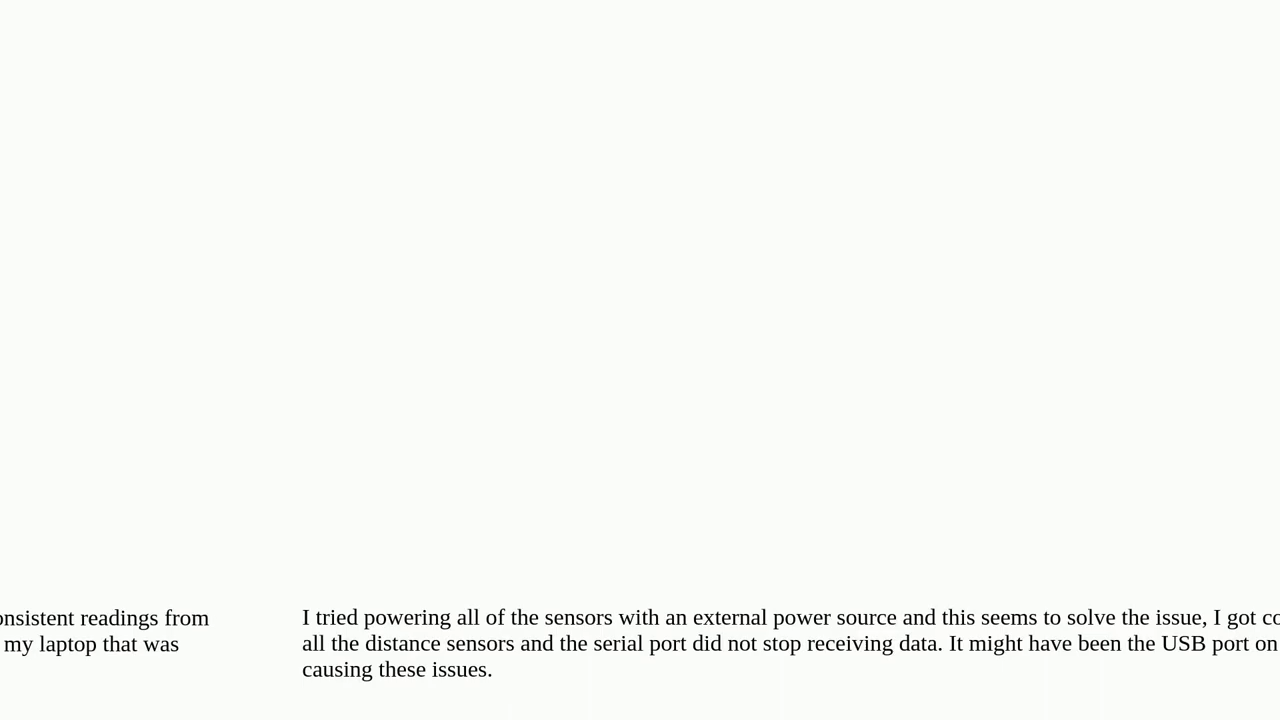 onsistent readings from
my laptop that was
I tried powering all of the sensors with an external power source and this seems to solve the issue, I got co
all the distance sensors and the serial port did not stop receiving data. It might have been the USB port on
causing these issues.